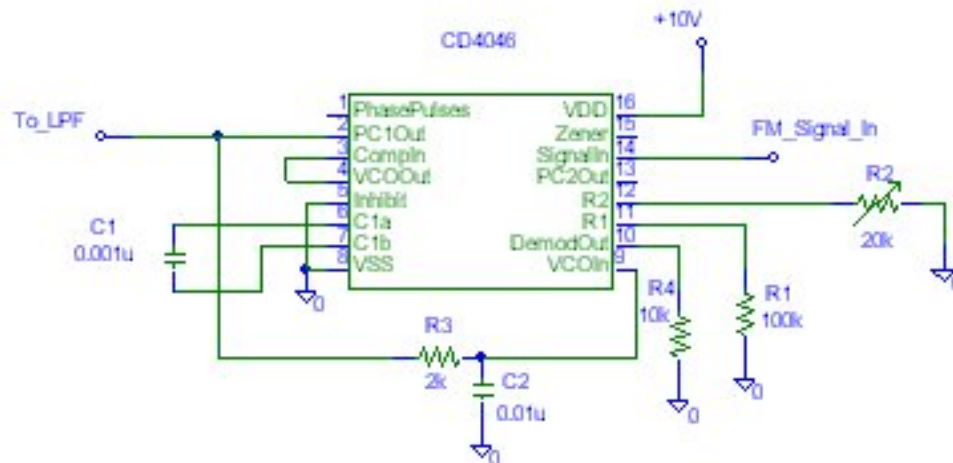 CD4046
+10V
To_LPF
FM_Signal_In
1 PhasePulses
2 PC1Out
3 CompIn
4 VCOOut
5 Inhibit
6 C1a
7 C1b
8 VSS
VDD 16
Zener 15
SignalIn 14
PC2Out 13
R2 12
R1 11
DemodOut 10
VCOIn 9
C1
0.001u
0
R3
2k
C2
0.01u
0
R4
10k
0
R1
100k
0
R2
20k
0